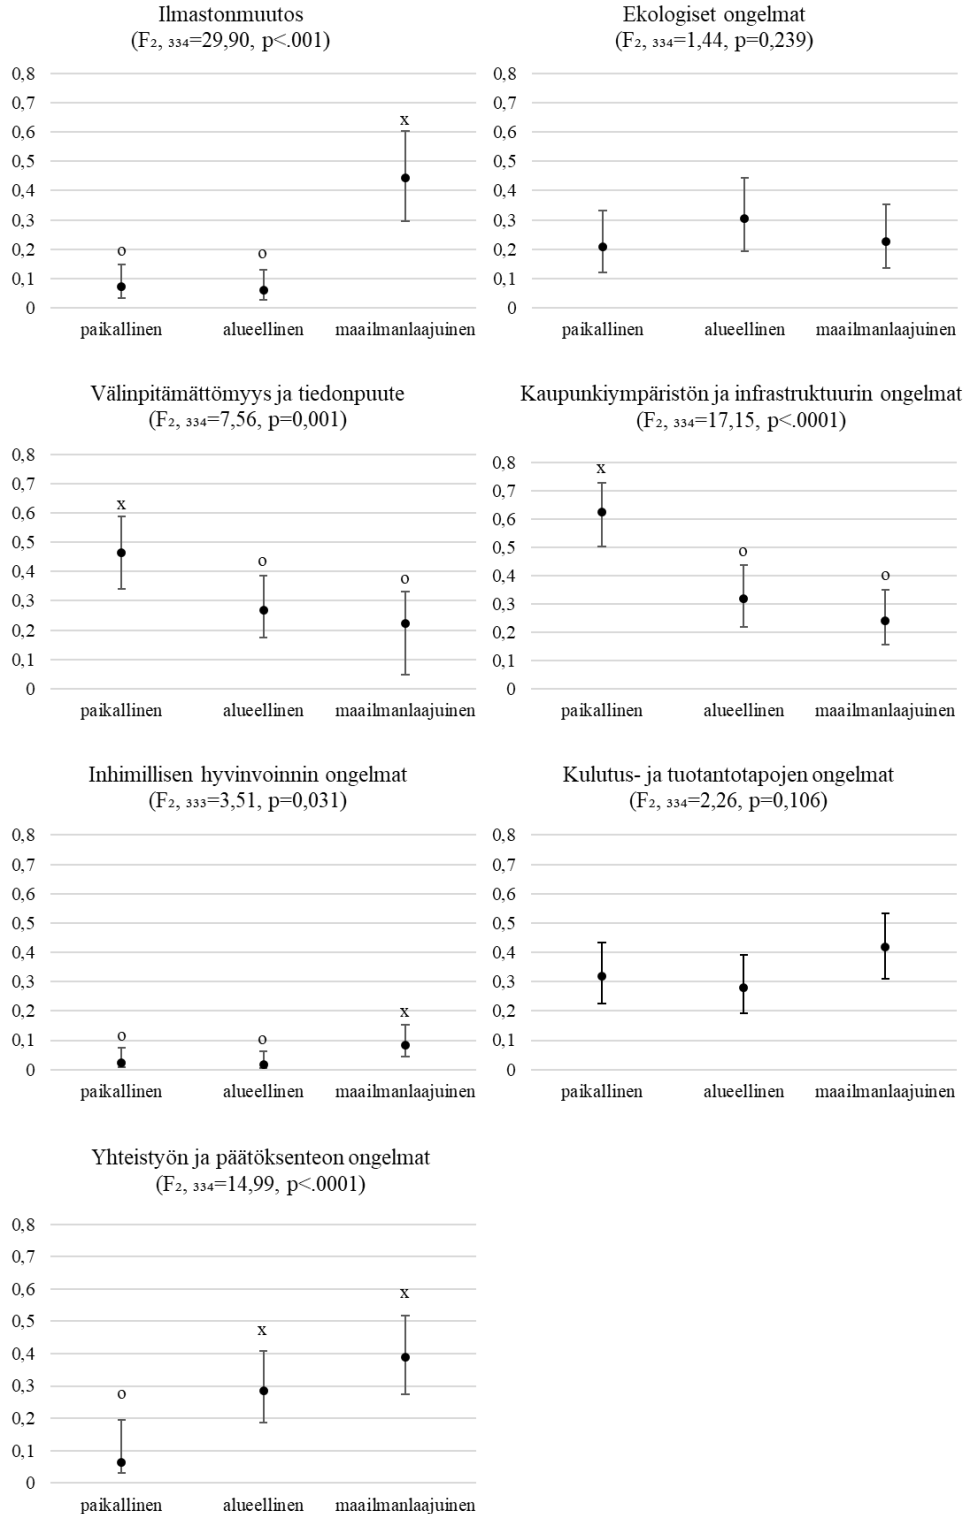 Ilmastonmuutos
(F₂, ₃₃₄=29,90, p<.001)
0,8
0,7
0,6
0,5
0,4
0,3
0,2
0,1
0
o
o
x
paikallinen alueellinen maailmanlaajuinen
Ekologiset ongelmat
(F₂, ₃₃₄=1,44, p=0,239)
0,8
0,7
0,6
0,5
0,4
0,3
0,2
0,1
0
paikallinen alueellinen maailmanlaajuinen
Välinpitämättömyys ja tiedonpuute
(F₂, ₃₃₄=7,56, p=0,001)
0,8
0,7
0,6
0,5
0,4
0,3
0,2
0,1
0
x
o
o
paikallinen alueellinen maailmanlaajuinen
Kaupunkiympäristön ja infrastruktuurin ongelmat
(F₂, ₃₃₄=17,15, p<.0001)
0,8
0,7
0,6
0,5
0,4
0,3
0,2
0,1
0
x
o
o
paikallinen alueellinen maailmanlaajuinen
Inhimillisen hyvinvoinnin ongelmat
(F₂, ₃₃₃=3,51, p=0,031)
0,8
0,7
0,6
0,5
0,4
0,3
0,2
0,1
0
o
o
x
paikallinen alueellinen maailmanlaajuinen
Kulutus- ja tuotantotapojen ongelmat
(F₂, ₃₃₄=2,26, p=0,106)
0,8
0,7
0,6
0,5
0,4
0,3
0,2
0,1
0
paikallinen alueellinen maailmanlaajuinen
Yhteistyön ja päätöksenteon ongelmat
(F₂, ₃₃₄=14,99, p<.0001)
0,8
0,7
0,6
0,5
0,4
0,3
0,2
0,1
0
o
x
x
paikallinen alueellinen maailmanlaajuinen